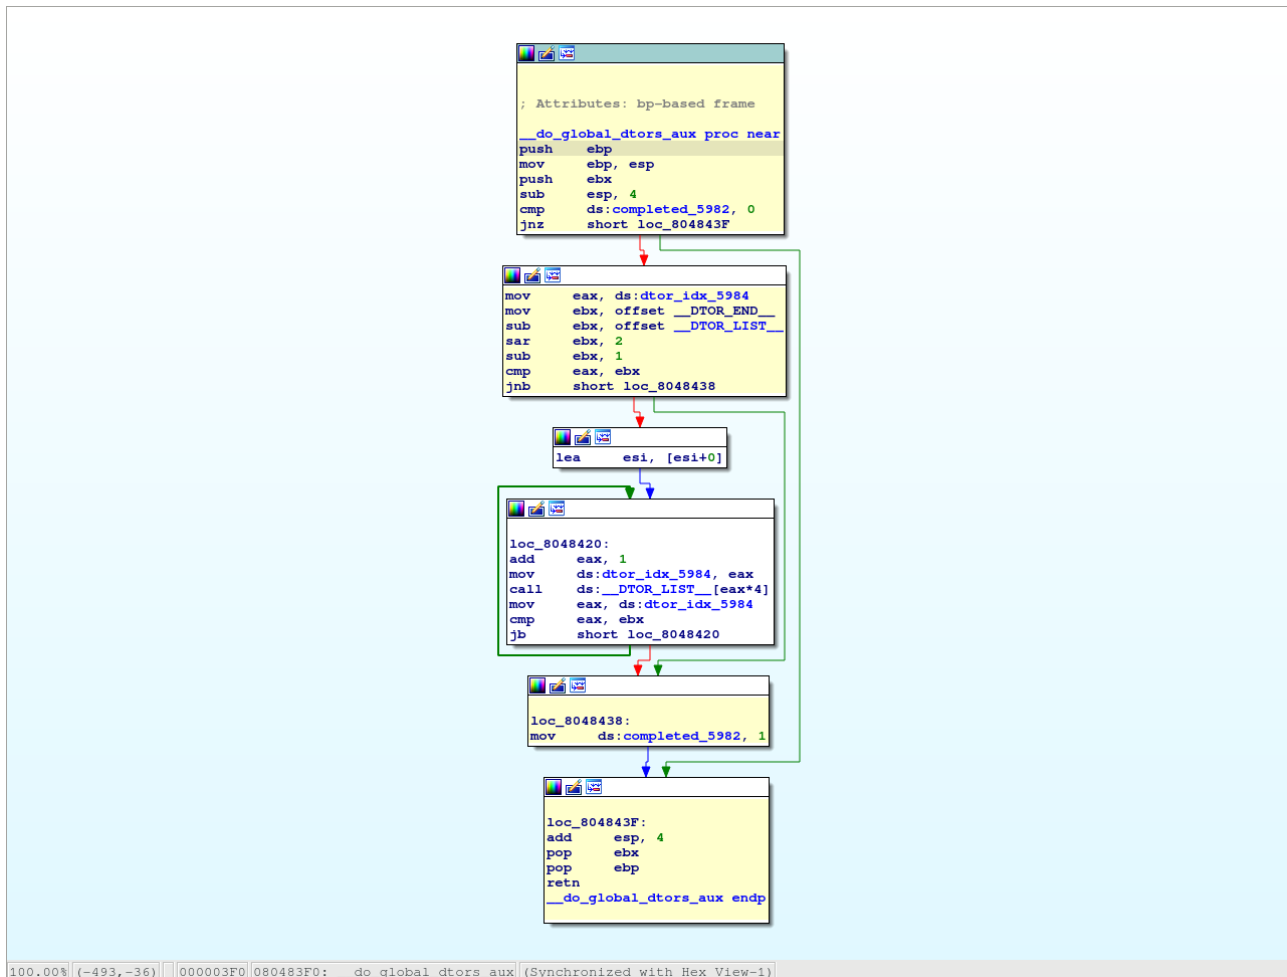 ; Attributes: bp-based frame
__do_global_dtors_aux proc near
push ebp
mov ebp, esp
push ebx
sub esp, 4
cmp ds:completed_5982, 0
jnz short loc_804843F
mov eax, ds:dtor_idx_5984
mov ebx, offset __DTOR_END__
sub ebx, offset __DTOR_LIST__
sar ebx, 2
sub ebx, 1
cmp eax, ebx
jnb short loc_8048438
lea esi, [esi+0]
loc_8048420:
add eax, 1
mov ds:dtor_idx_5984, eax
call ds:__DTOR_LIST__[eax*4]
mov eax, ds:dtor_idx_5984
cmp eax, ebx
jb short loc_8048420
loc_8048438:
mov ds:completed_5982, 1
loc_804843F:
add esp, 4
pop ebx
pop ebp
retn
__do_global_dtors_aux endp
100.00% (-493,-36) 000003F0 080483F0: __do_global_dtors_aux (Synchronized with Hex View-1)